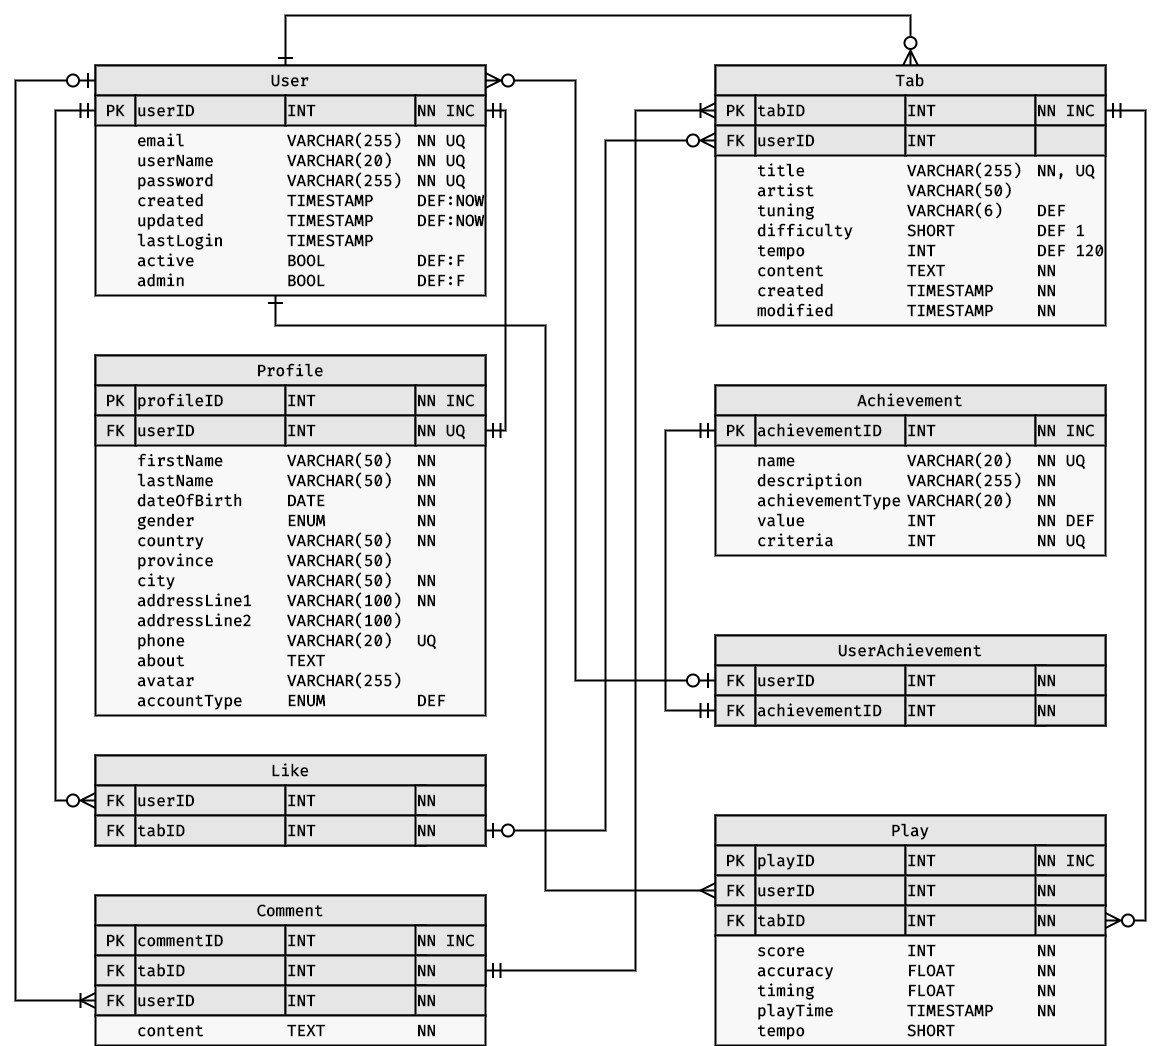 User
PK userID INT NN INC
email VARCHAR(255) NN UQ
userName VARCHAR(20) NN UQ
password VARCHAR(255) NN UQ
created TIMESTAMP DEF:NOW
updated TIMESTAMP DEF:NOW
lastLogin TIMESTAMP
active BOOL DEF:F
admin BOOL DEF:F
Profile
PK profileID INT NN INC
FK userID INT NN UQ
firstName VARCHAR(50) NN
lastName VARCHAR(50) NN
dateOfBirth DATE NN
gender ENUM NN
country VARCHAR(50) NN
province VARCHAR(50)
city VARCHAR(50) NN
addressLine1 VARCHAR(100) NN
addressLine2 VARCHAR(100)
phone VARCHAR(20) UQ
about TEXT
avatar VARCHAR(255)
accountType ENUM DEF
Like
FK userID INT NN
FK tabID INT NN
Comment
PK commentID INT NN INC
FK tabID INT NN
FK userID INT NN
content TEXT NN
Tab
PK tabID INT NN INC
FK userID INT
title VARCHAR(255) NN, UQ
artist VARCHAR(50)
tuning VARCHAR(6) DEF
difficulty SHORT DEF 1
tempo INT DEF 120
content TEXT NN
created TIMESTAMP NN
modified TIMESTAMP NN
Achievement
PK achievementID INT NN INC
name VARCHAR(20) NN UQ
description VARCHAR(255) NN
achievementType VARCHAR(20) NN
value INT NN DEF
criteria INT NN UQ
UserAchievement
FK userID INT NN
FK achievementID INT NN
Play
PK playID INT NN INC
FK userID INT NN
FK tabID INT NN
score INT NN
accuracy FLOAT NN
timing FLOAT NN
playTime TIMESTAMP NN
tempo SHORT